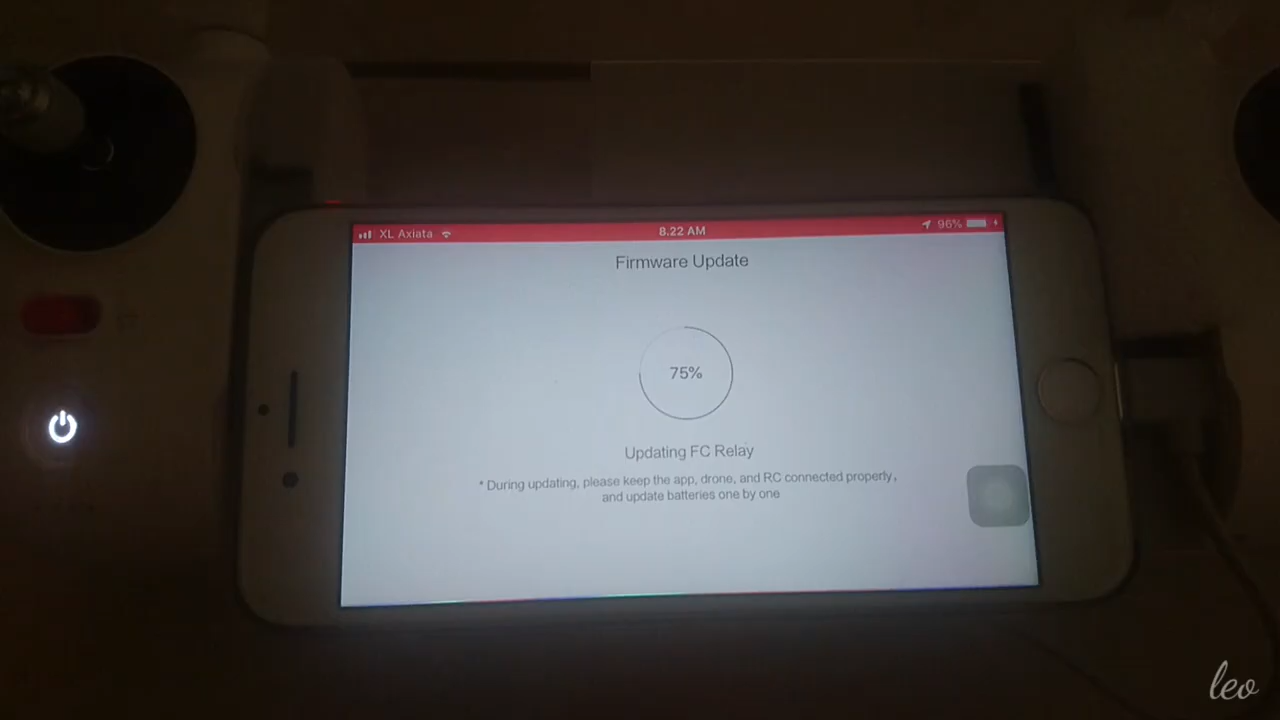 XL Axiata
8.22 AM
96%
Firmware Update
75%
Updating FC Relay
* During updating, please keep the app, drone, and RC connected properly,
and update batteries one by one
leo